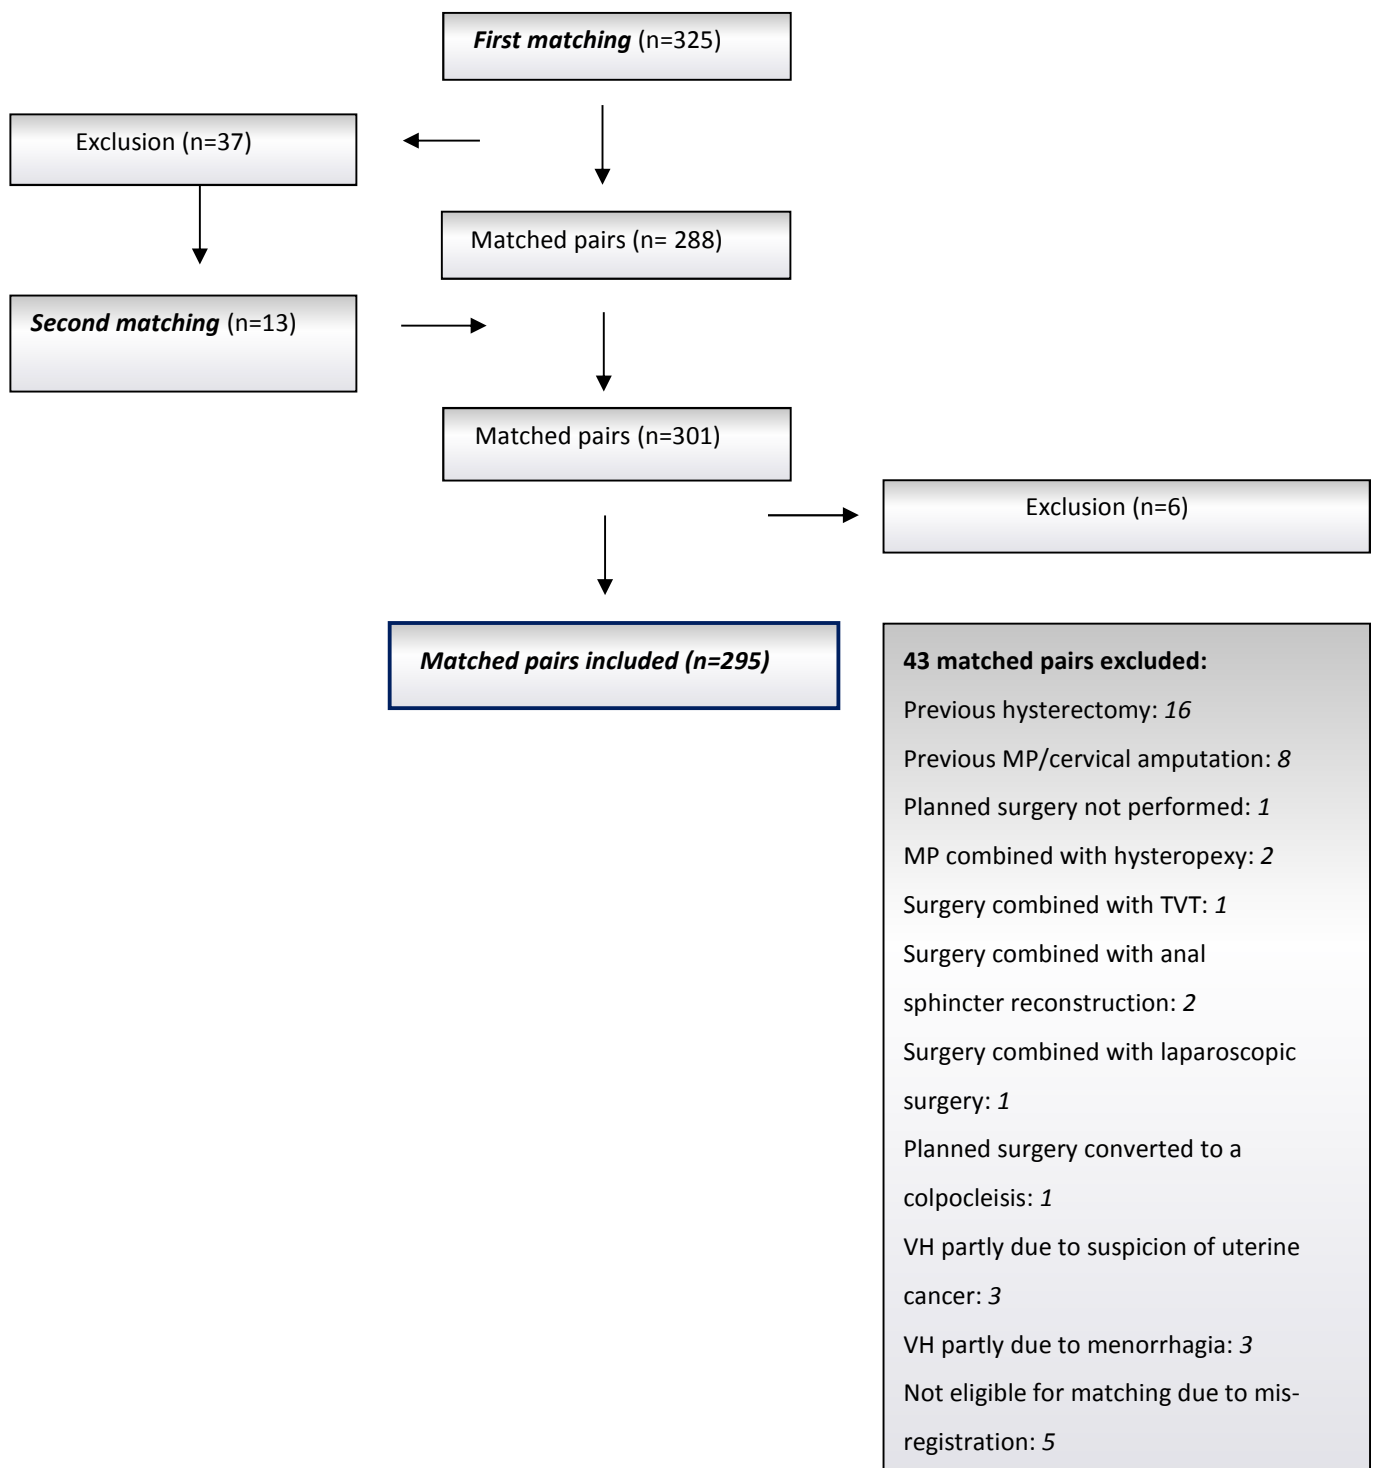 First matching (n=325)
Exclusion (n=37)
Matched pairs (n= 288)
Second matching (n=13)
Matched pairs (n=301)
Exclusion (n=6)
Matched pairs included (n=295)
43 matched pairs excluded:
Previous hysterectomy: 16
Previous MP/cervical amputation: 8
Planned surgery not performed: 1
MP combined with hysteropexy: 2
Surgery combined with TVT: 1
Surgery combined with anal
sphincter reconstruction: 2
Surgery combined with laparoscopic
surgery: 1
Planned surgery converted to a
colpocleisis: 1
VH partly due to suspicion of uterine
cancer: 3
VH partly due to menorrhagia: 3
Not eligible for matching due to mis-
registration: 5